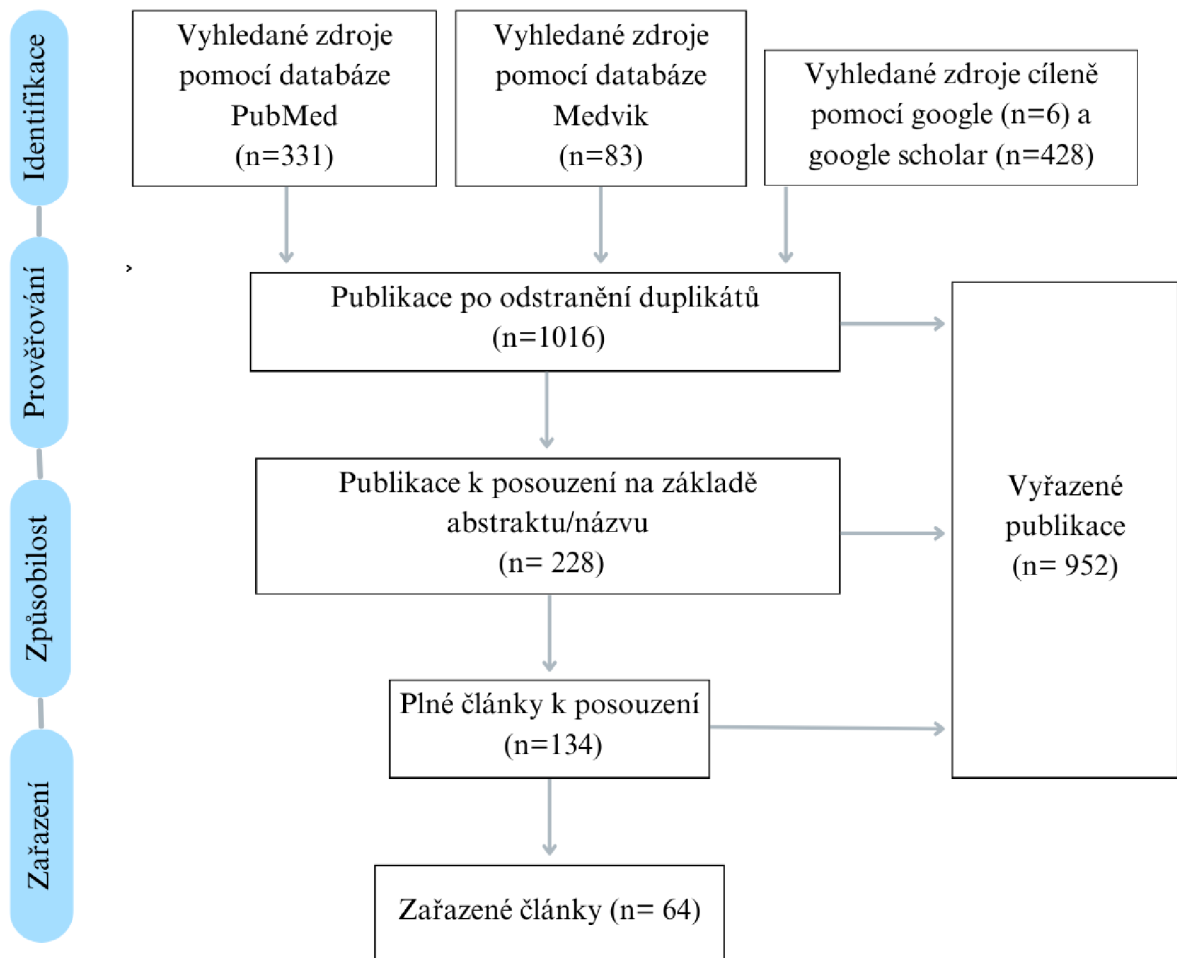 Identifikace
Vyhledané zdroje
pomocí databáze
PubMed
(n=331)
Vyhledané zdroje
pomocí databáze
Medvik
(n=83)
Vyhledané zdroje cíleně
pomocí google (n=6) a
google scholar (n=428)
Prověřování
Publikace po odstranění duplikátů
(n=1016)
Způsobilost
Publikace k posouzení na základě
abstraktu/názvu
(n= 228)
Vyřazené
publikace
(n= 952)
Plné články k posouzení
(n=134)
Zařazení
Zařazené články (n= 64)